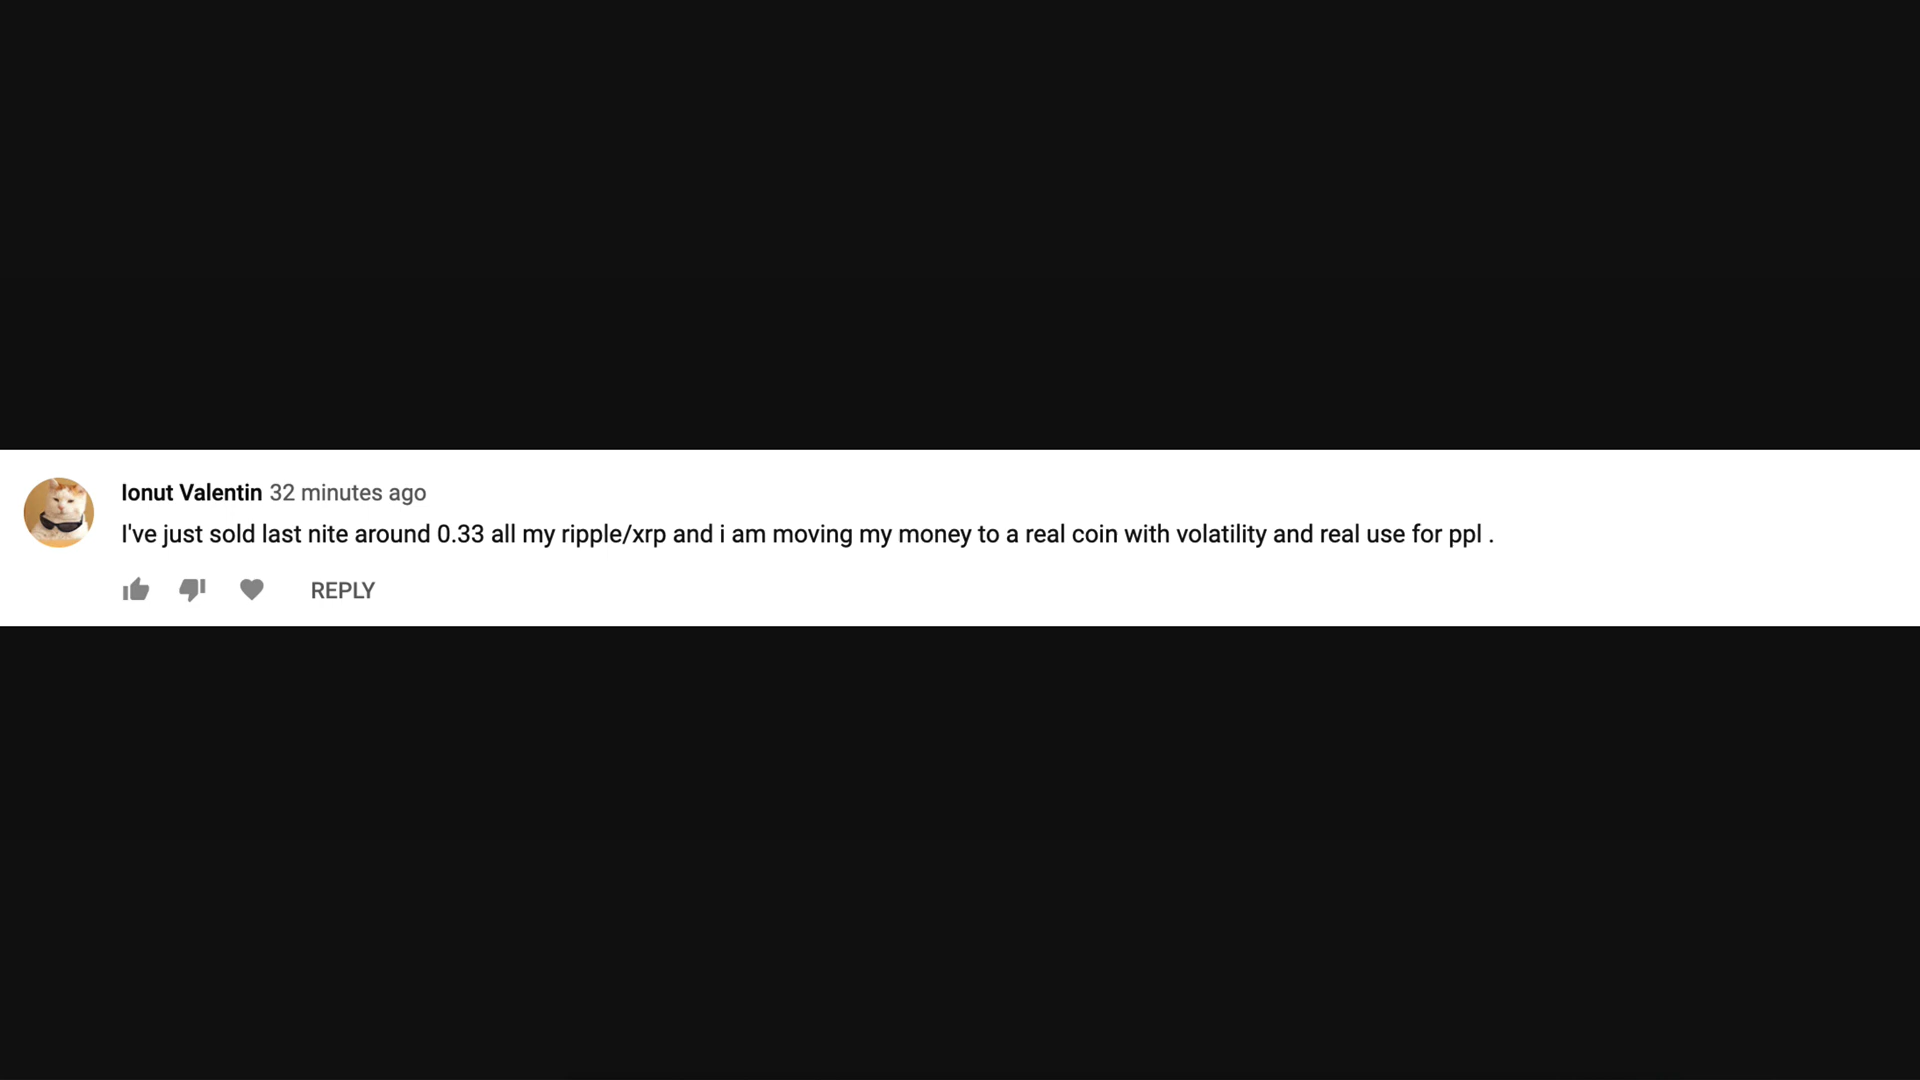 Ionut Valentin 32 minutes ago
I've just sold last nite around 0.33 all my ripple/xrp and i am moving my money to a real coin with volatility and real use for ppl .
REPLY